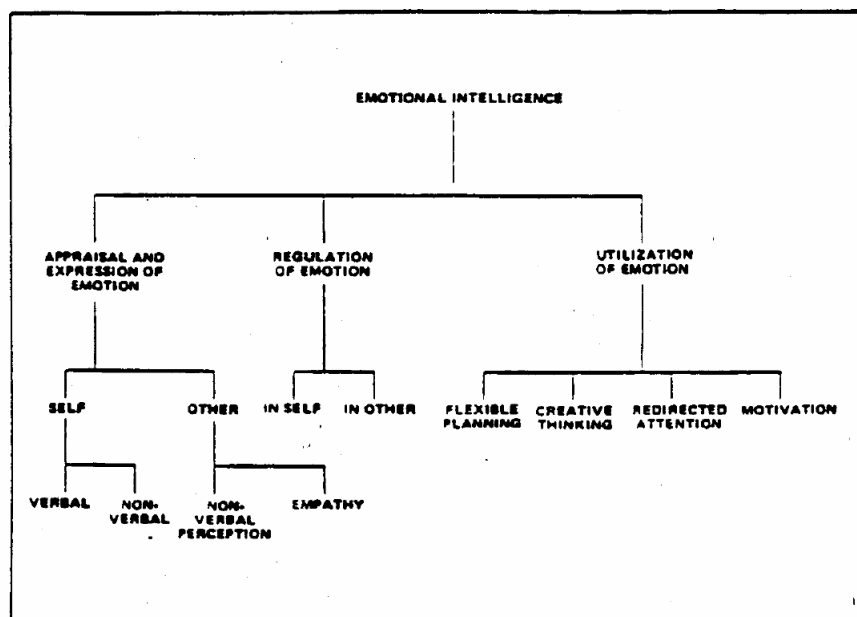 EMOTIONAL INTELLIGENCE
APPRAISAL AND
EXPRESSION OF
EMOTION
REGULATION
OF EMOTION
UTILIZATION
OF EMOTION
SELF
OTHER
IN SELF
IN OTHER
FLEXIBLE
PLANNING
CREATIVE
THINKING
REDIRECTED
ATTENTION
MOTIVATION
VERBAL
NON-
VERBAL
NON-
VERBAL
PERCEPTION
EMPATHY